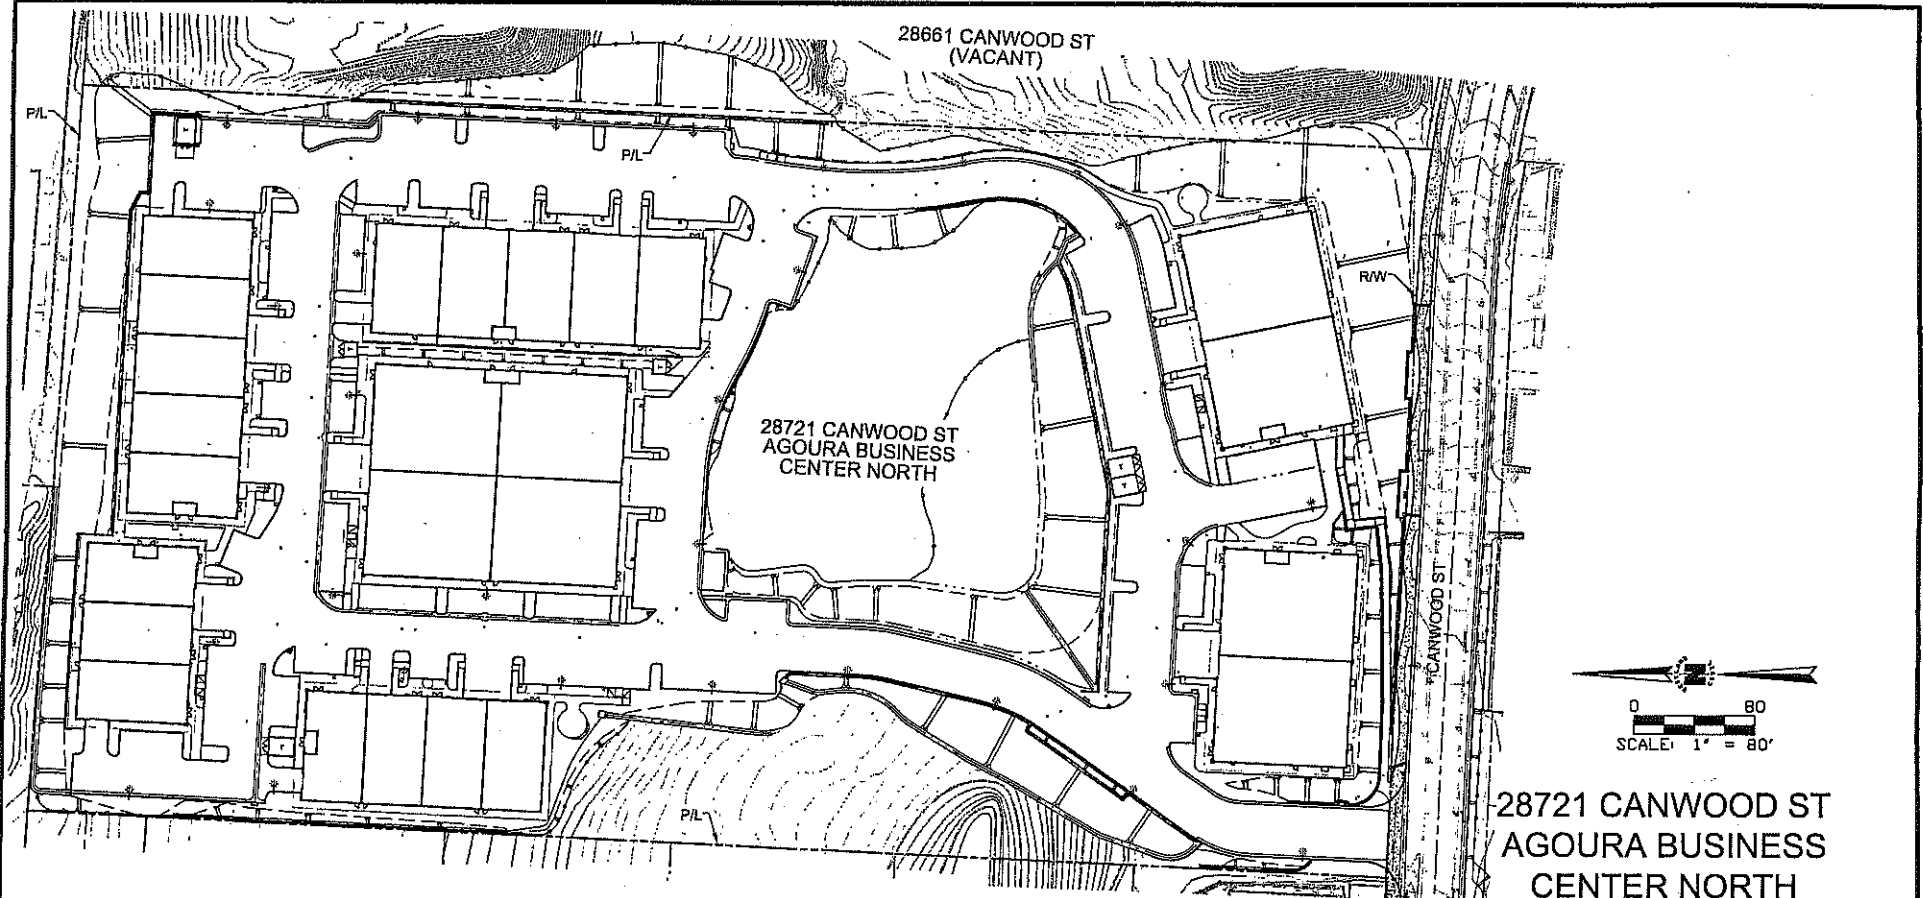 28661 CANWOOD ST
(VACANT)
P/L
P/L
R/W
28721 CANWOOD ST
AGOURA BUSINESS
CENTER NORTH
CANWOOD ST
N
0 80
SCALE: 1" = 80'
P/L
28721 CANWOOD ST
AGOURA BUSINESS
CENTER NORTH